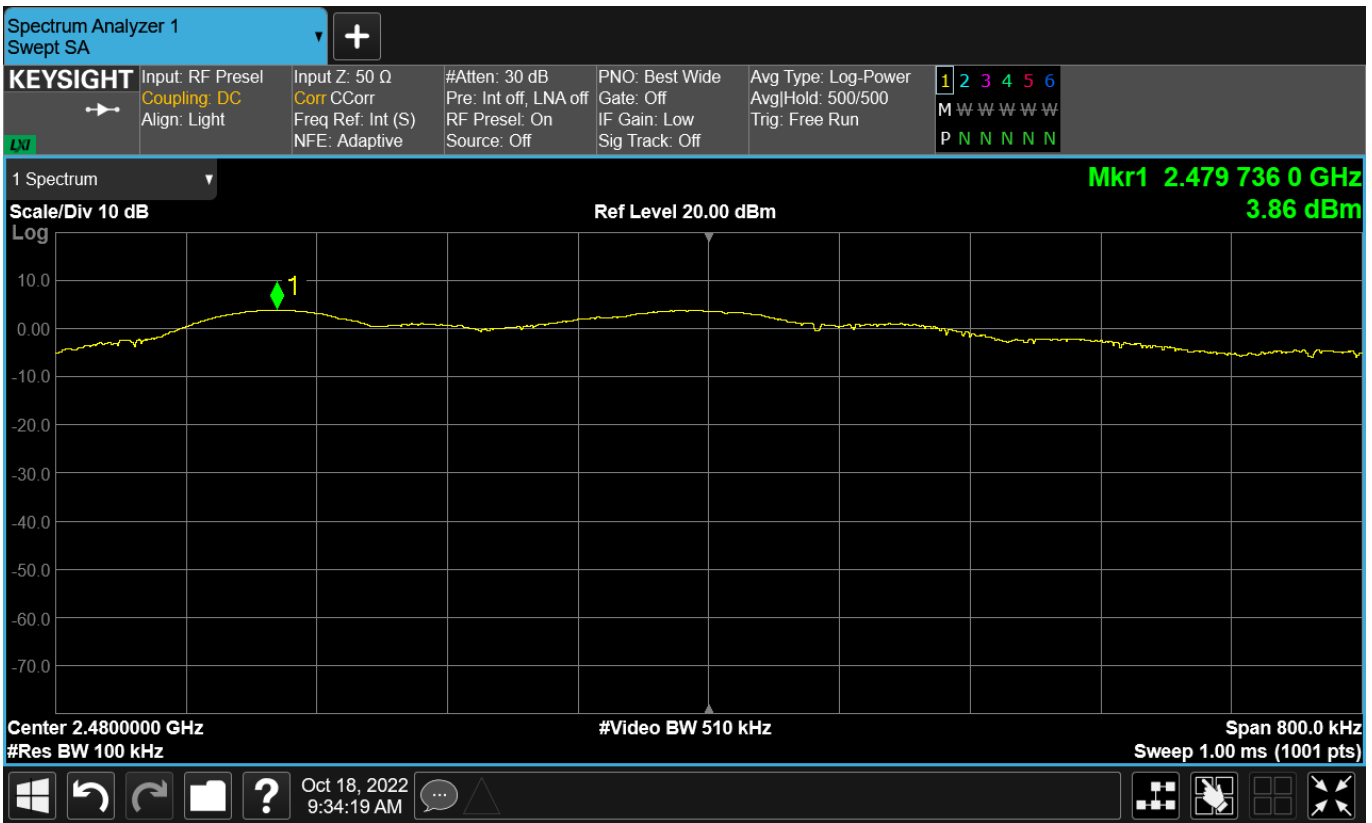 Spectrum Analyzer 1
Swept SA
KEYSIGHT
LXI
Input: RF Presel
Coupling: DC
Align: Light
Input Z: 50 Ω
Corr CCorr
Freq Ref: Int (S)
NFE: Adaptive
#Atten: 30 dB
Pre: Int off, LNA off
RF Presel: On
Source: Off
PNO: Best Wide
Gate: Off
IF Gain: Low
Sig Track: Off
Avg Type: Log-Power
Avg|Hold: 500/500
Trig: Free Run
1 2 3 4 5 6
M W W W W W
P N N N N N
1 Spectrum
Mkr1 2.479 736 0 GHz
3.86 dBm
Scale/Div 10 dB
Ref Level 20.00 dBm
Log
1
10.0
0.00
-10.0
-20.0
-30.0
-40.0
-50.0
-60.0
-70.0
Center 2.4800000 GHz
#Video BW 510 kHz
Span 800.0 kHz
#Res BW 100 kHz
Sweep 1.00 ms (1001 pts)
?
Oct 18, 2022
9:34:19 AM